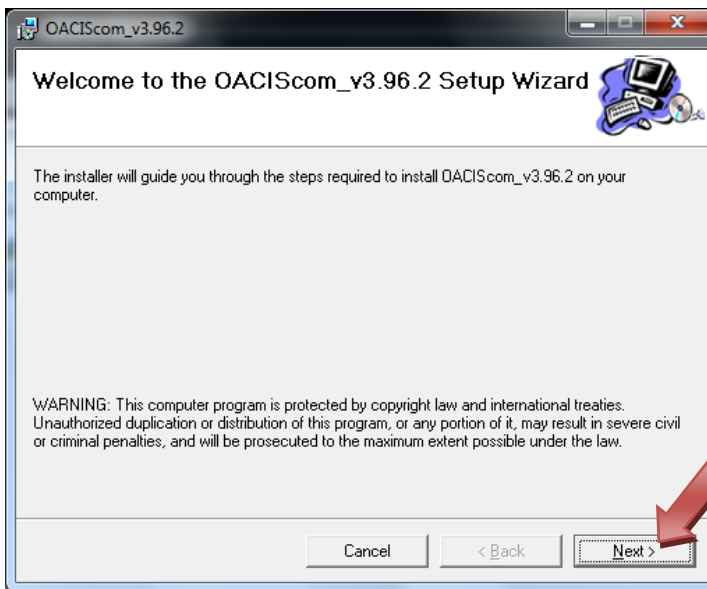 OACIScom_v3.96.2
Welcome to the OACIScom_v3.96.2 Setup Wizard
The installer will guide you through the steps required to install OACIScom_v3.96.2 on your
computer.
WARNING: This computer program is protected by copyright law and international treaties.
Unauthorized duplication or distribution of this program, or any portion of it, may result in severe civil
or criminal penalties, and will be prosecuted to the maximum extent possible under the law.
Cancel
< Back
Next >